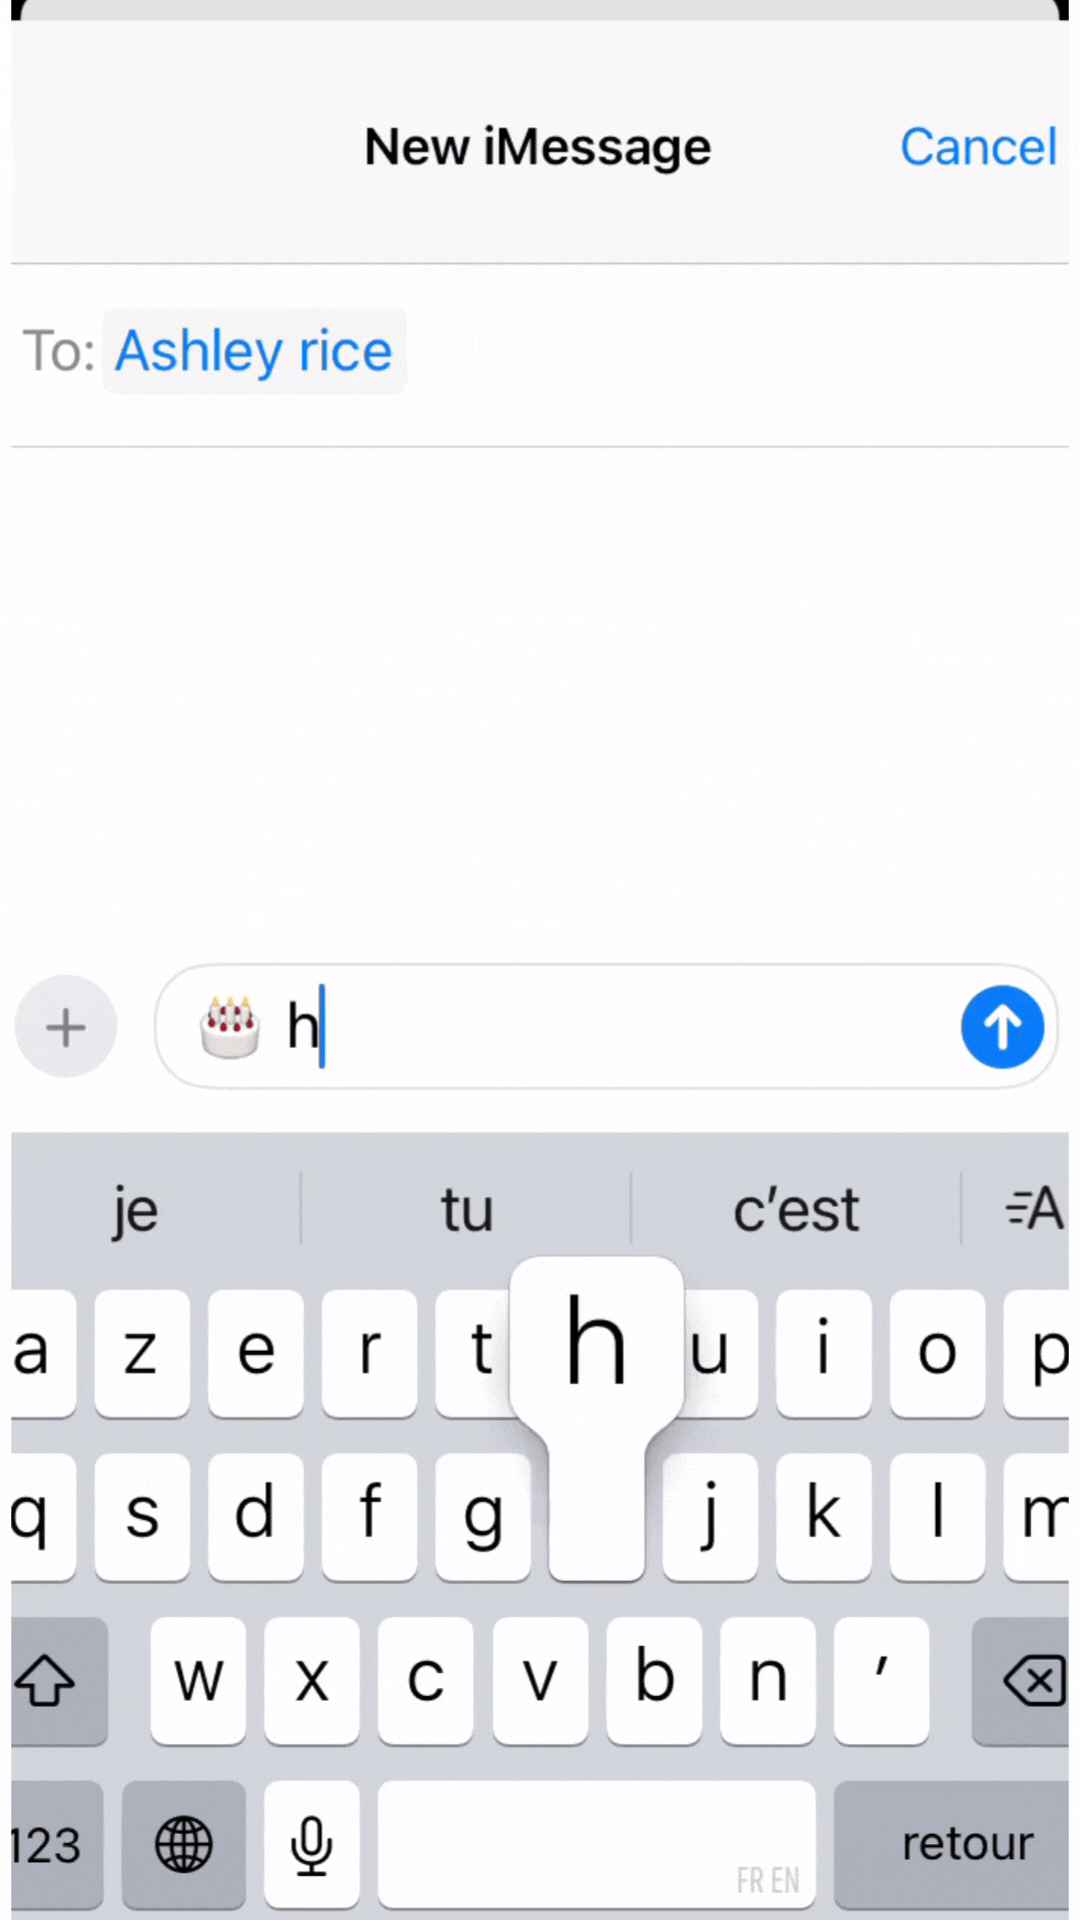 New iMessage Cancel
To: Ashley rice
🎂 h
je tu c’est A
a z e r t h u i o p
q s d f g j k l m
w x c v b n ’
123
FR EN
retour